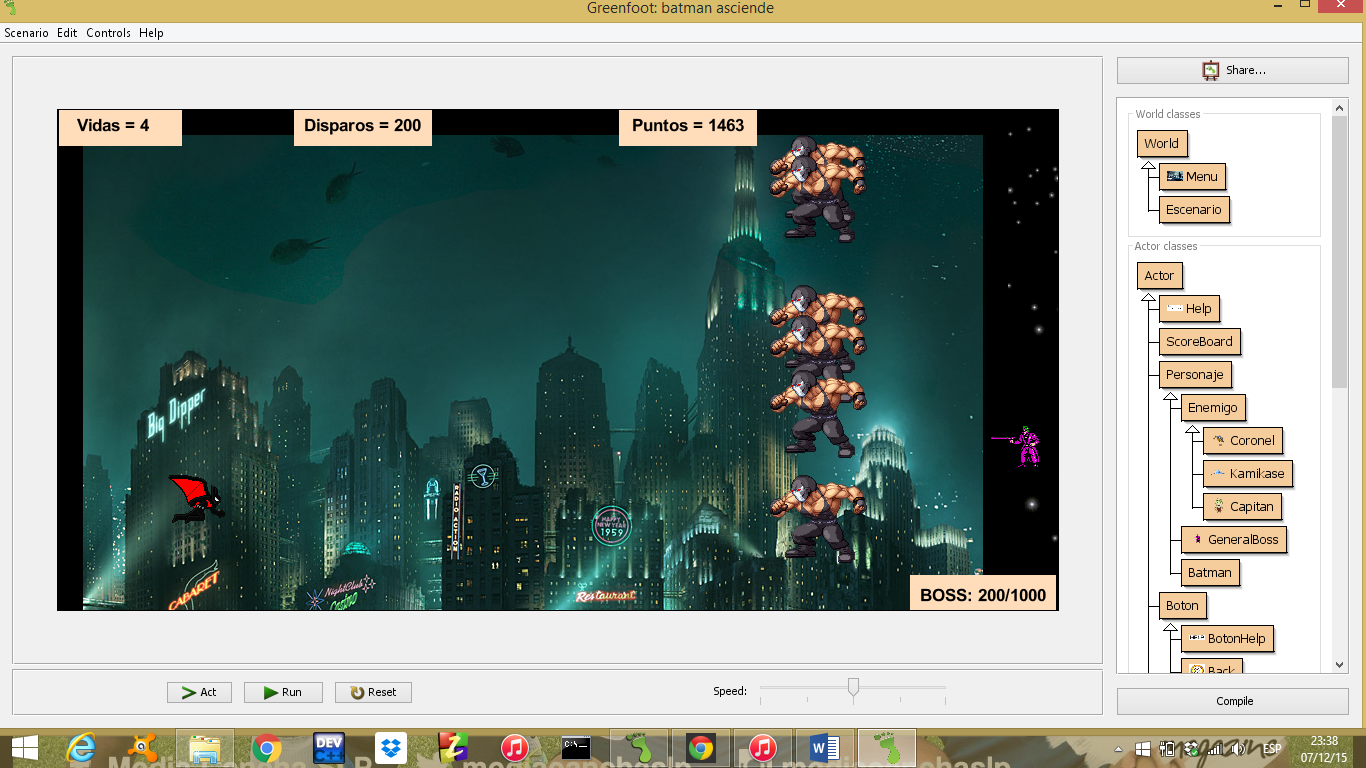 Greenfoot: batman asciende
Scenario Edit Controls Help
Vidas = 4
Disparos = 200
Puntos = 1463
Big Dipper
RADIO ACTION
HAPPY
NEW YEAR
1959
CABARET
NightClub
Casino
Restaurant
BOSS: 200/1000
Act
Run
Reset
Speed:
Share...
World classes
World
Menu
Escenario
Actor classes
Actor
Help
ScoreBoard
Personaje
Enemigo
Coronel
Kamikase
Capitan
GeneralBoss
Batman
Boton
BotonHelp
Back
Compile
DEV
C:\
ESP
23:38
07/12/15